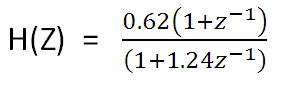 H(Z) = 0.62(1+z⁻¹) / (1+1.24z⁻¹)